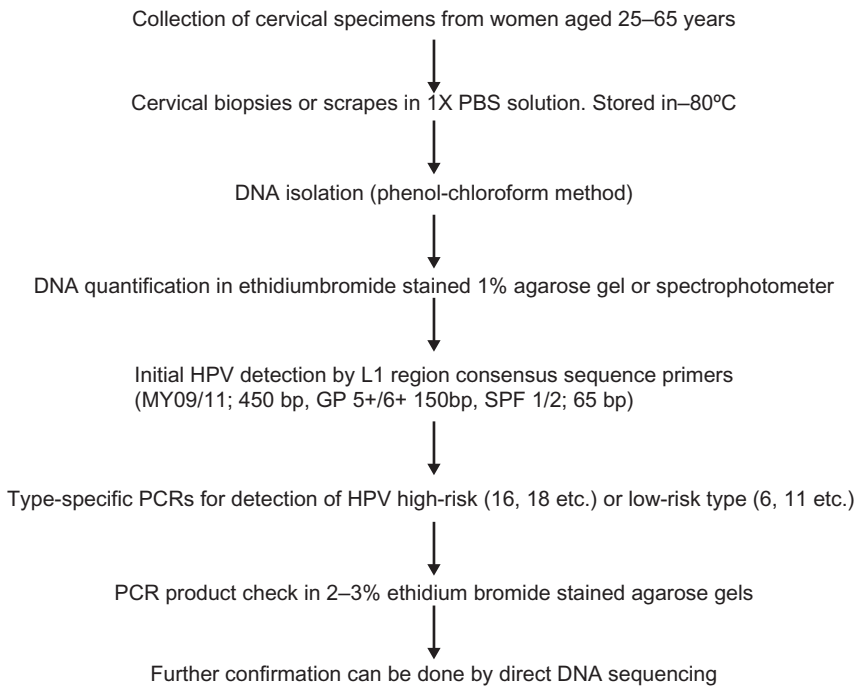 Collection of cervical specimens from women aged 25–65 years
Cervical biopsies or scrapes in 1X PBS solution. Stored in–80ºC
DNA isolation (phenol-chloroform method)
DNA quantification in ethidiumbromide stained 1% agarose gel or spectrophotometer
Initial HPV detection by L1 region consensus sequence primers
(MY09/11; 450 bp, GP 5+/6+ 150bp, SPF 1/2; 65 bp)
Type-specific PCRs for detection of HPV high-risk (16, 18 etc.) or low-risk type (6, 11 etc.)
PCR product check in 2–3% ethidium bromide stained agarose gels
Further confirmation can be done by direct DNA sequencing